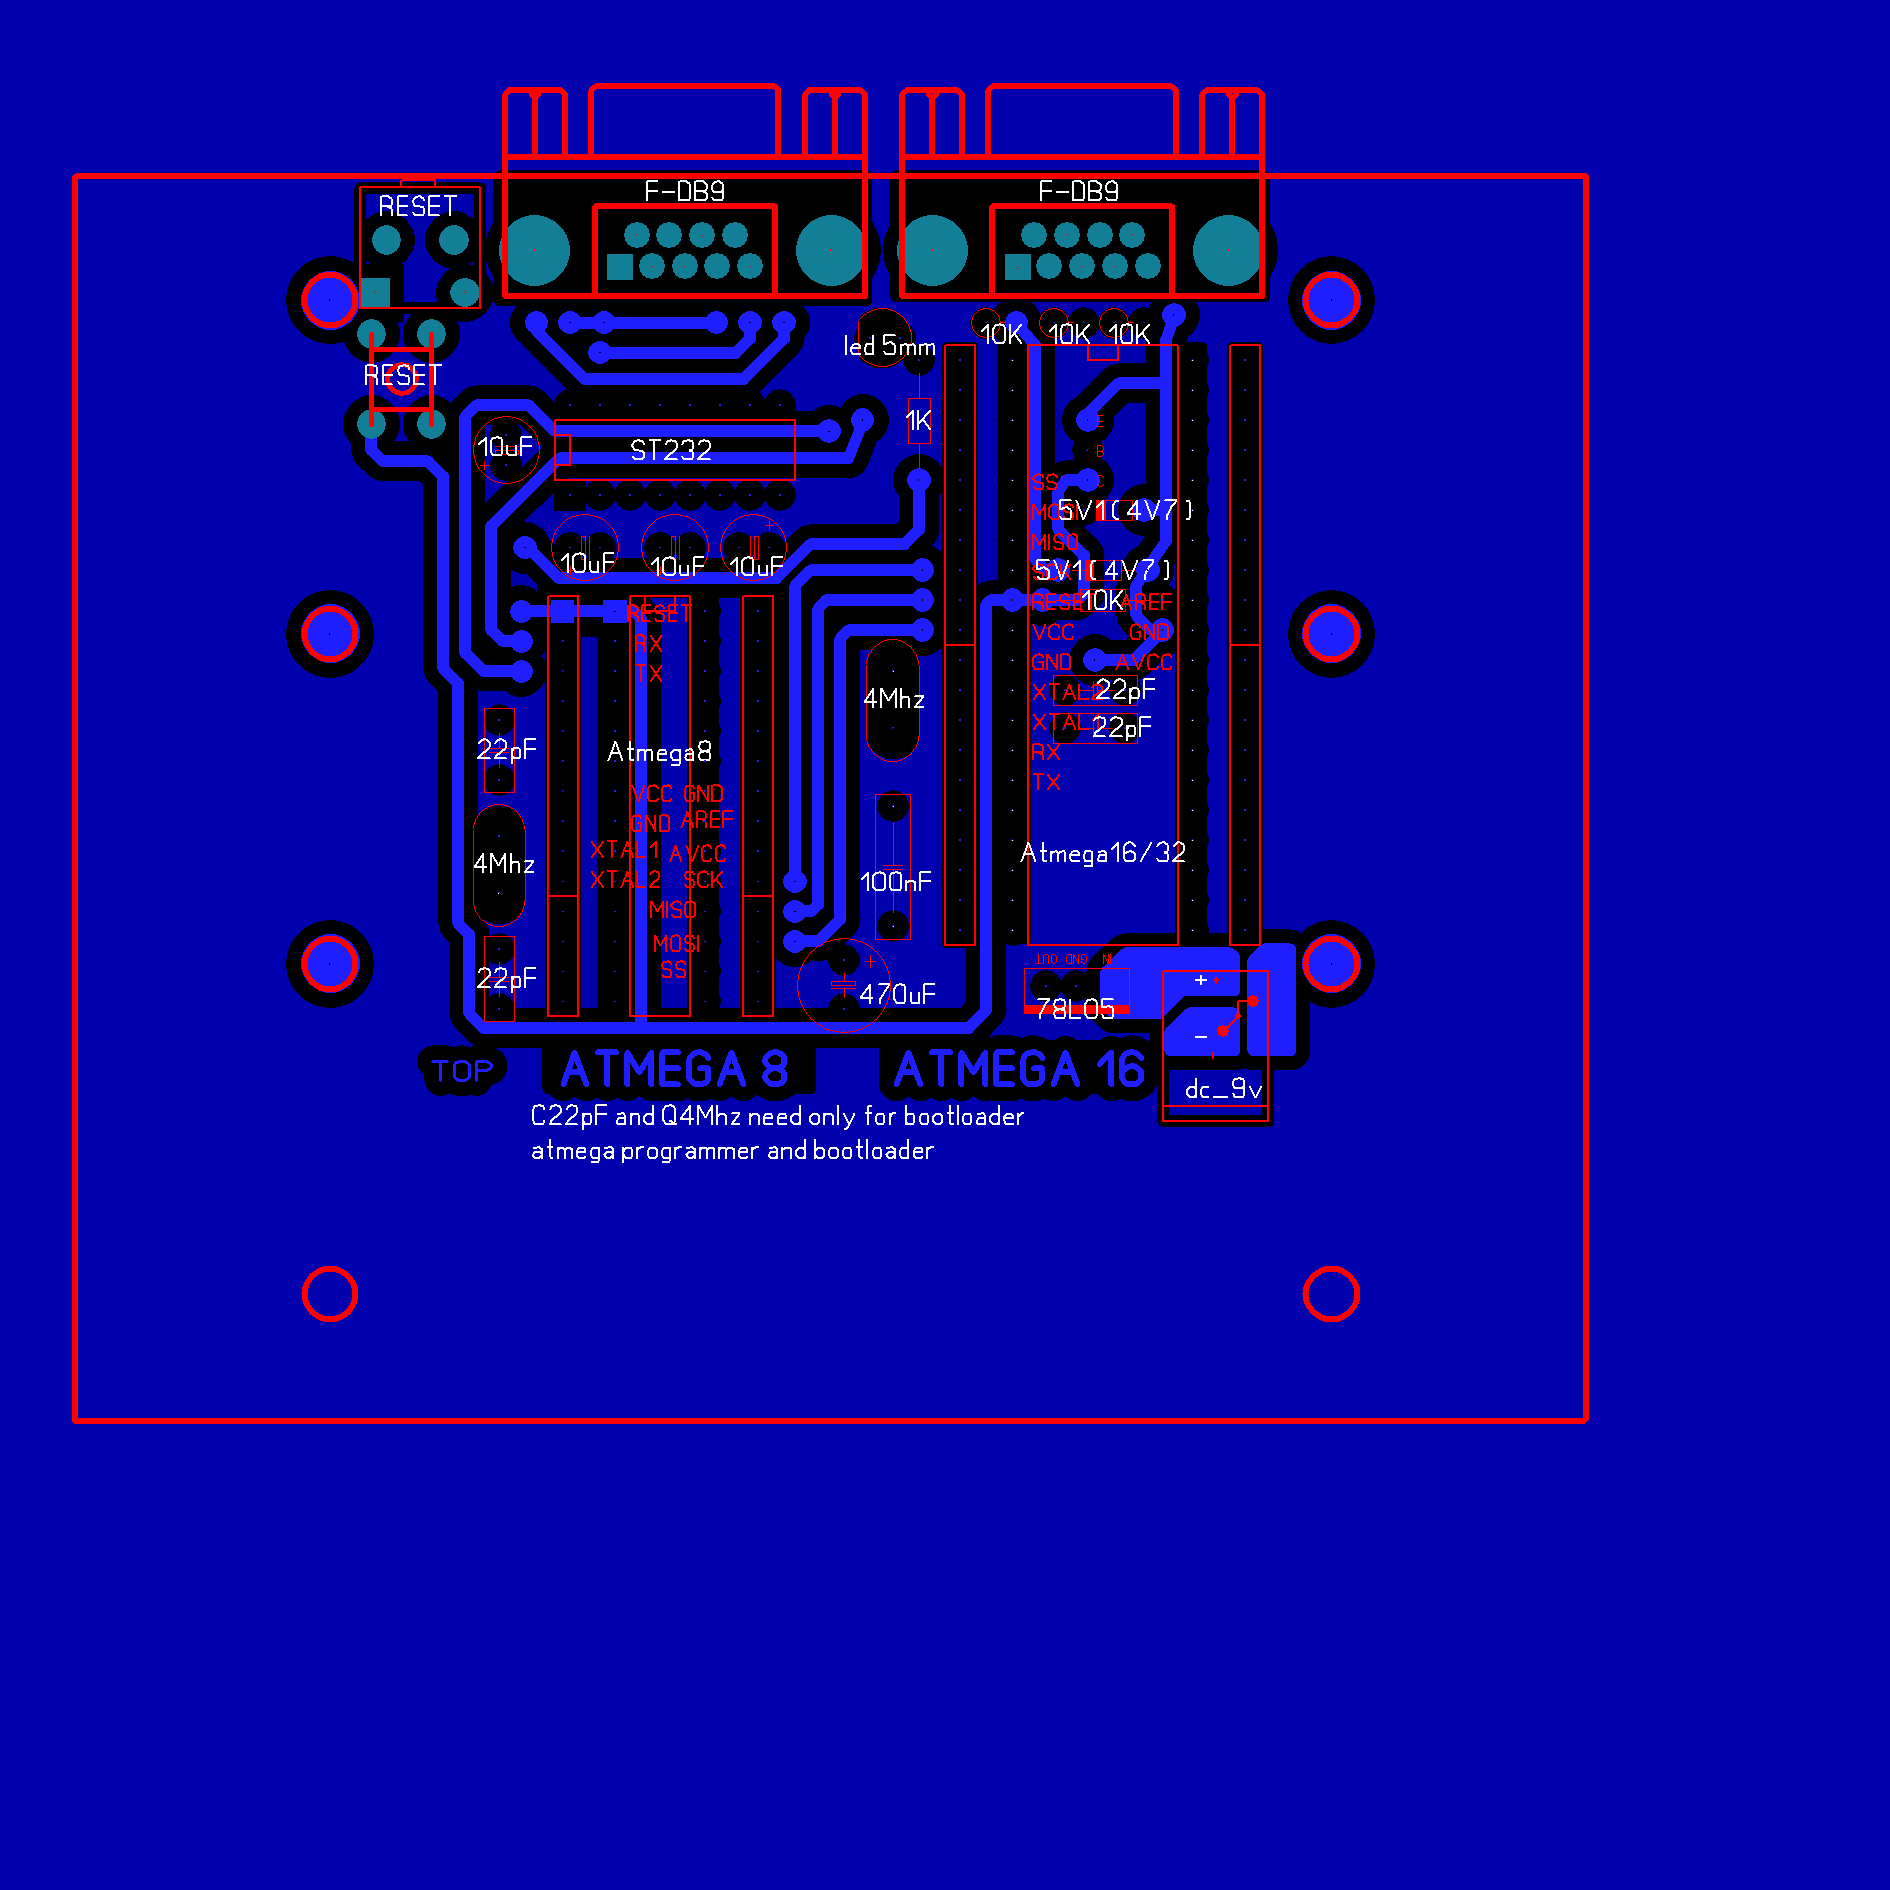 F-DB9
F-DB9
RESET
10K
10K
10K
led 5mm
RESET
1K
E
10uF
ST232
B
SS
C
MOSI
5V1(4V7)
MISO
10uF
10uF
10uF
5V1(4V7)
RESET
10K
AREF
RESET
RX
VCC
GND
TX
GND
AVCC
4Mhz
XTAL2
22pF
XTAL1
22pF
22pF
Atmega8
RX
TX
VCC GND
GND AREF
XTAL1 AVCC
Atmega16/32
4Mhz
XTAL2 SCK
100nF
MISO
MOSI
OUT GND IN
SS
22pF
+
470uF
78L05
-
TOP
ATMEGA 8
ATMEGA 16
dc_9v
C22pF and Q4Mhz need only for bootloader
atmega programmer and bootloader